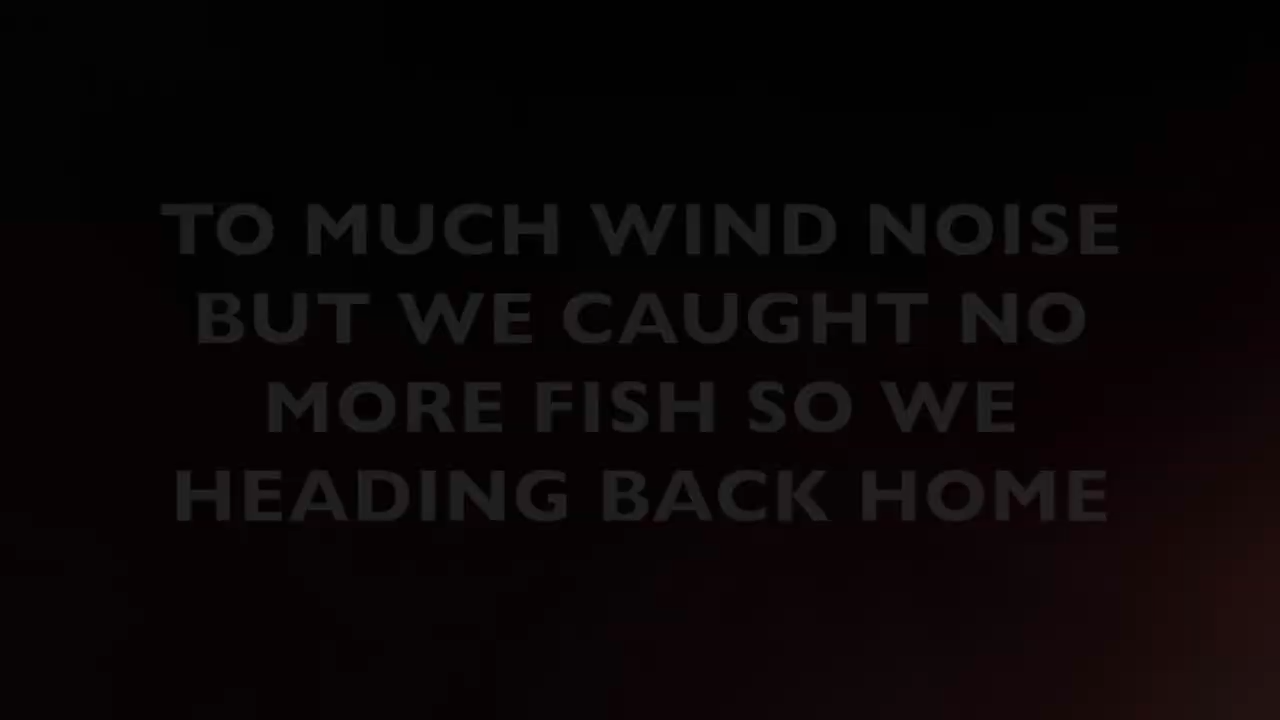 TO MUCH WIND NOISE
BUT WE CAUGHT NO
MORE FISH SO WE
HEADING BACK HOME